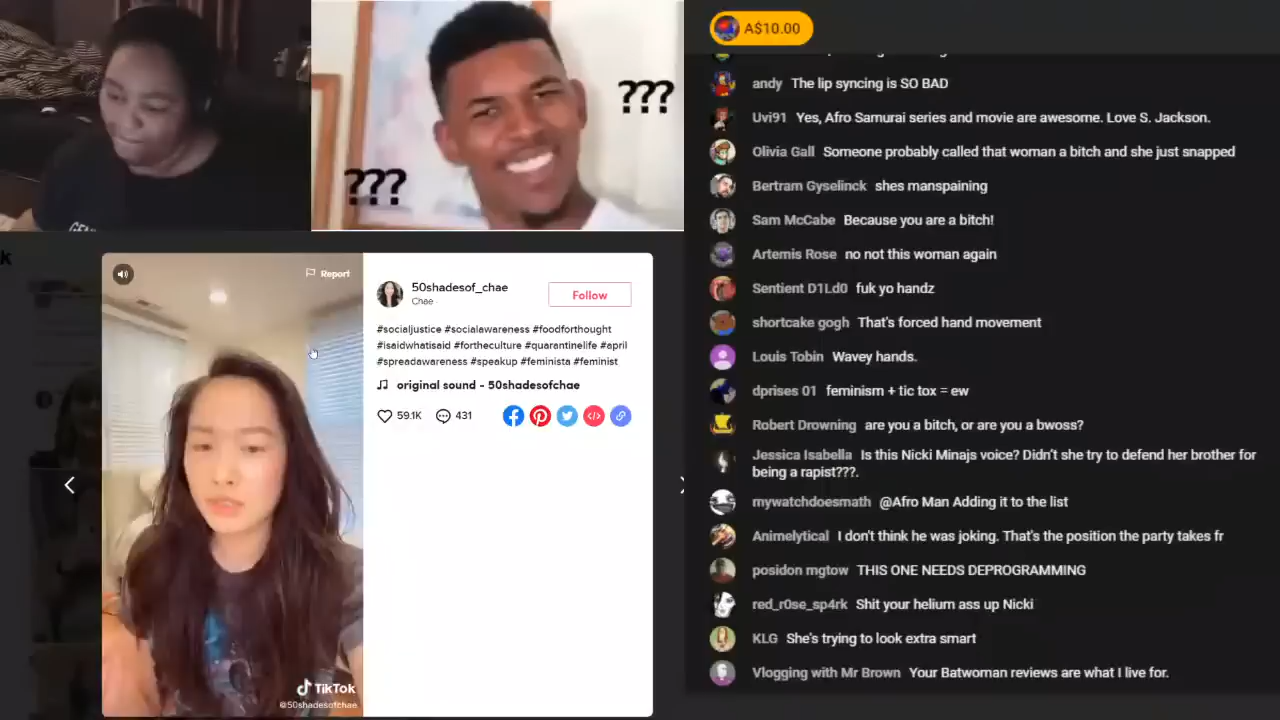 A$10.00
???
???
k
GEA
Report
50shadesof_chae
Chae
Follow
#socialjustice #socialawareness #foodforthought
#isaidwhatisaid #fortheculture #quarantinelife #april
#spreadawareness #speakup #feminista #feminist
original sound - 50shadesofchae
59.1K
431
TikTok
@50shadesofchae
andy The lip syncing is SO BAD
Uvi91 Yes, Afro Samurai series and movie are awesome. Love S. Jackson.
Olivia Gall Someone probably called that woman a bitch and she just snapped
Bertram Gyselinck shes manspaining
Sam McCabe Because you are a bitch!
Artemis Rose no not this woman again
Sentient D1Ld0 fuk yo handz
shortcake gogh That's forced hand movement
Louis Tobin Wavey hands.
dprises 01 feminism + tic tox = ew
Robert Drowning are you a bitch, or are you a bwoss?
Jessica Isabella Is this Nicki Minajs voice? Didn't she try to defend her brother for
being a rapist???.
mywatchdoesmath @Afro Man Adding it to the list
Animelytical I don't think he was joking. That's the position the party takes fr
posidon mgtow THIS ONE NEEDS DEPROGRAMMING
red_r0se_sp4rk Shit your helium ass up Nicki
KLG She's trying to look extra smart
Vlogging with Mr Brown Your Batwoman reviews are what I live for.